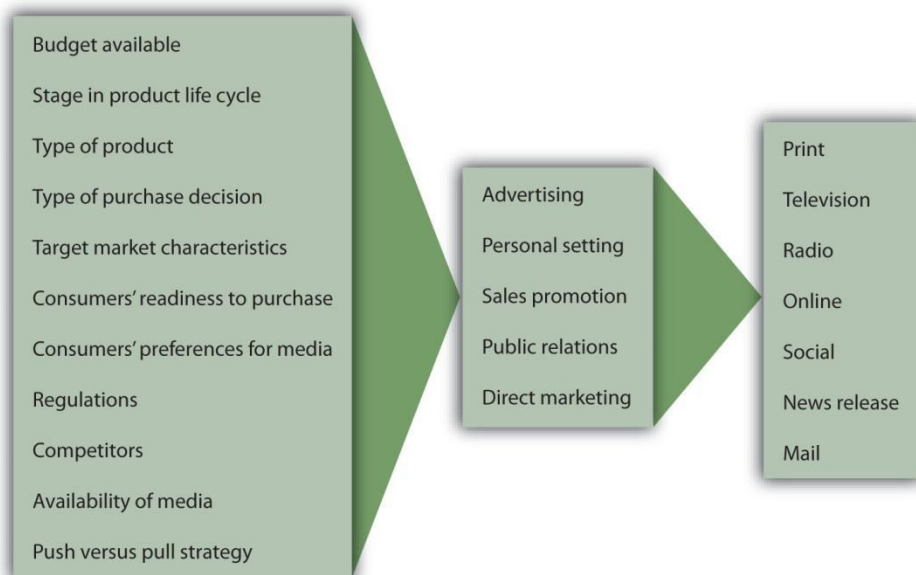 Budget available
Stage in product life cycle
Type of product
Type of purchase decision
Target market characteristics
Consumers’ readiness to purchase
Consumers’ preferences for media
Regulations
Competitors
Availability of media
Push versus pull strategy
Advertising
Personal setting
Sales promotion
Public relations
Direct marketing
Print
Television
Radio
Online
Social
News release
Mail